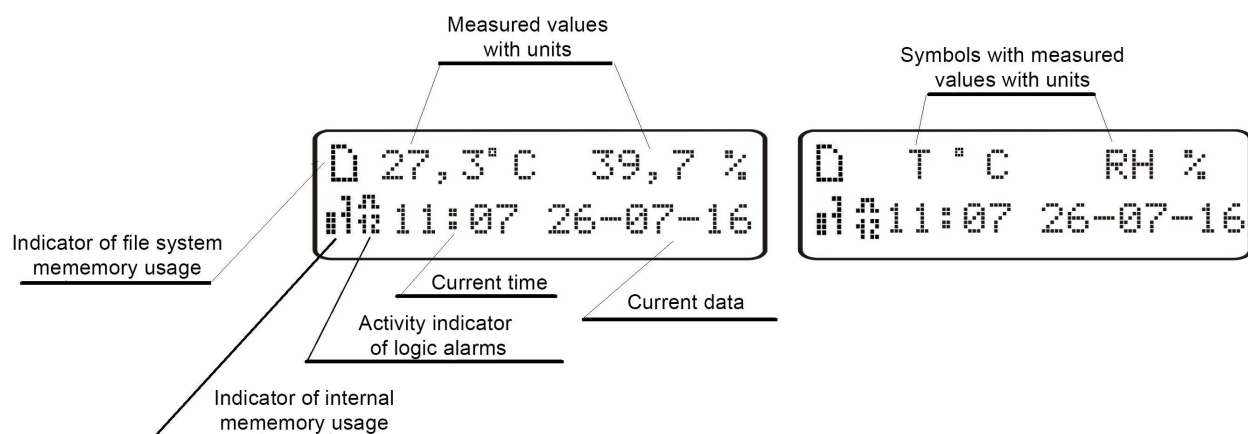 Measured values
with units
Symbols with measured
values with units
27,3°C 39,7 %
11:07 26-07-16
T °C RH %
11:07 26-07-16
Indicator of file system
mememory usage
Current time
Current data
Activity indicator
of logic alarms
Indicator of internal
mememory usage